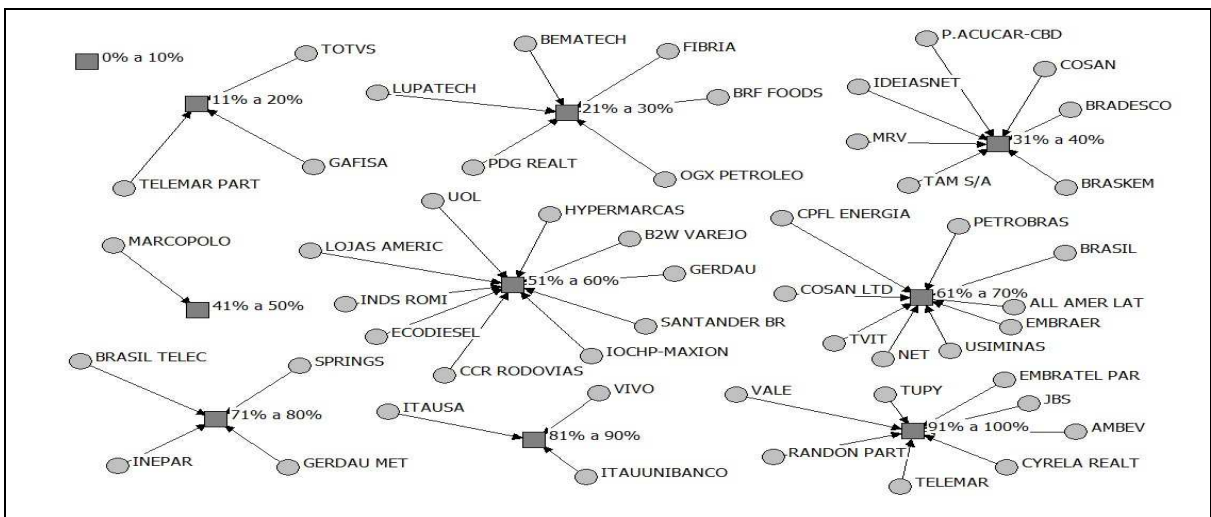 0% a 10%
TOTVS
11% a 20%
GAFISA
TELEMAR PART
BEMATECH
FIBRIA
LUPATECH
BRF FOODS
21% a 30%
PDG REALT
OGX PETROLEO
P.ACUCAR-CBD
COSAN
IDEIASNET
BRADESCO
MRV
31% a 40%
TAM S/A
BRASKEM
MARCOPOLO
41% a 50%
UOL
HYPERMARCAS
B2W VAREJO
LOJAS AMERIC
GERDAU
51% a 60%
INDS ROMI
SANTANDER BR
ECODIESEL
IOCHP-MAXION
CCR RODOVIAS
CPFL ENERGIA
PETROBRAS
BRASIL
COSAN LTD
61% a 70%
ALL AMER LAT
EMBRAER
TVIT
NET
USIMINAS
BRASIL TELEC
SPRINGS
71% a 80%
INEPAR
GERDAU MET
VIVO
ITAUSA
81% a 90%
ITAUUNIBANCO
EMBRATEL PAR
VALE
TUPY
JBS
91% a 100%
AMBEV
RANDON PART
CYRELA REALT
TELEMAR